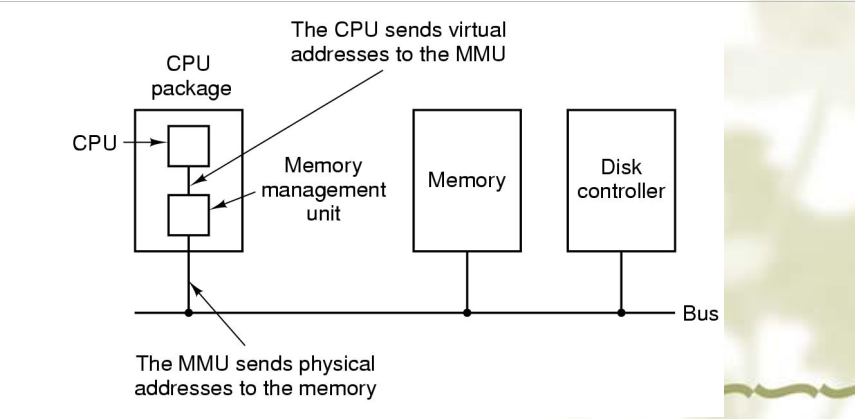 The CPU sends virtual
addresses to the MMU
CPU
package
CPU
Memory
management
unit
Memory
Disk
controller
Bus
The MMU sends physical
addresses to the memory